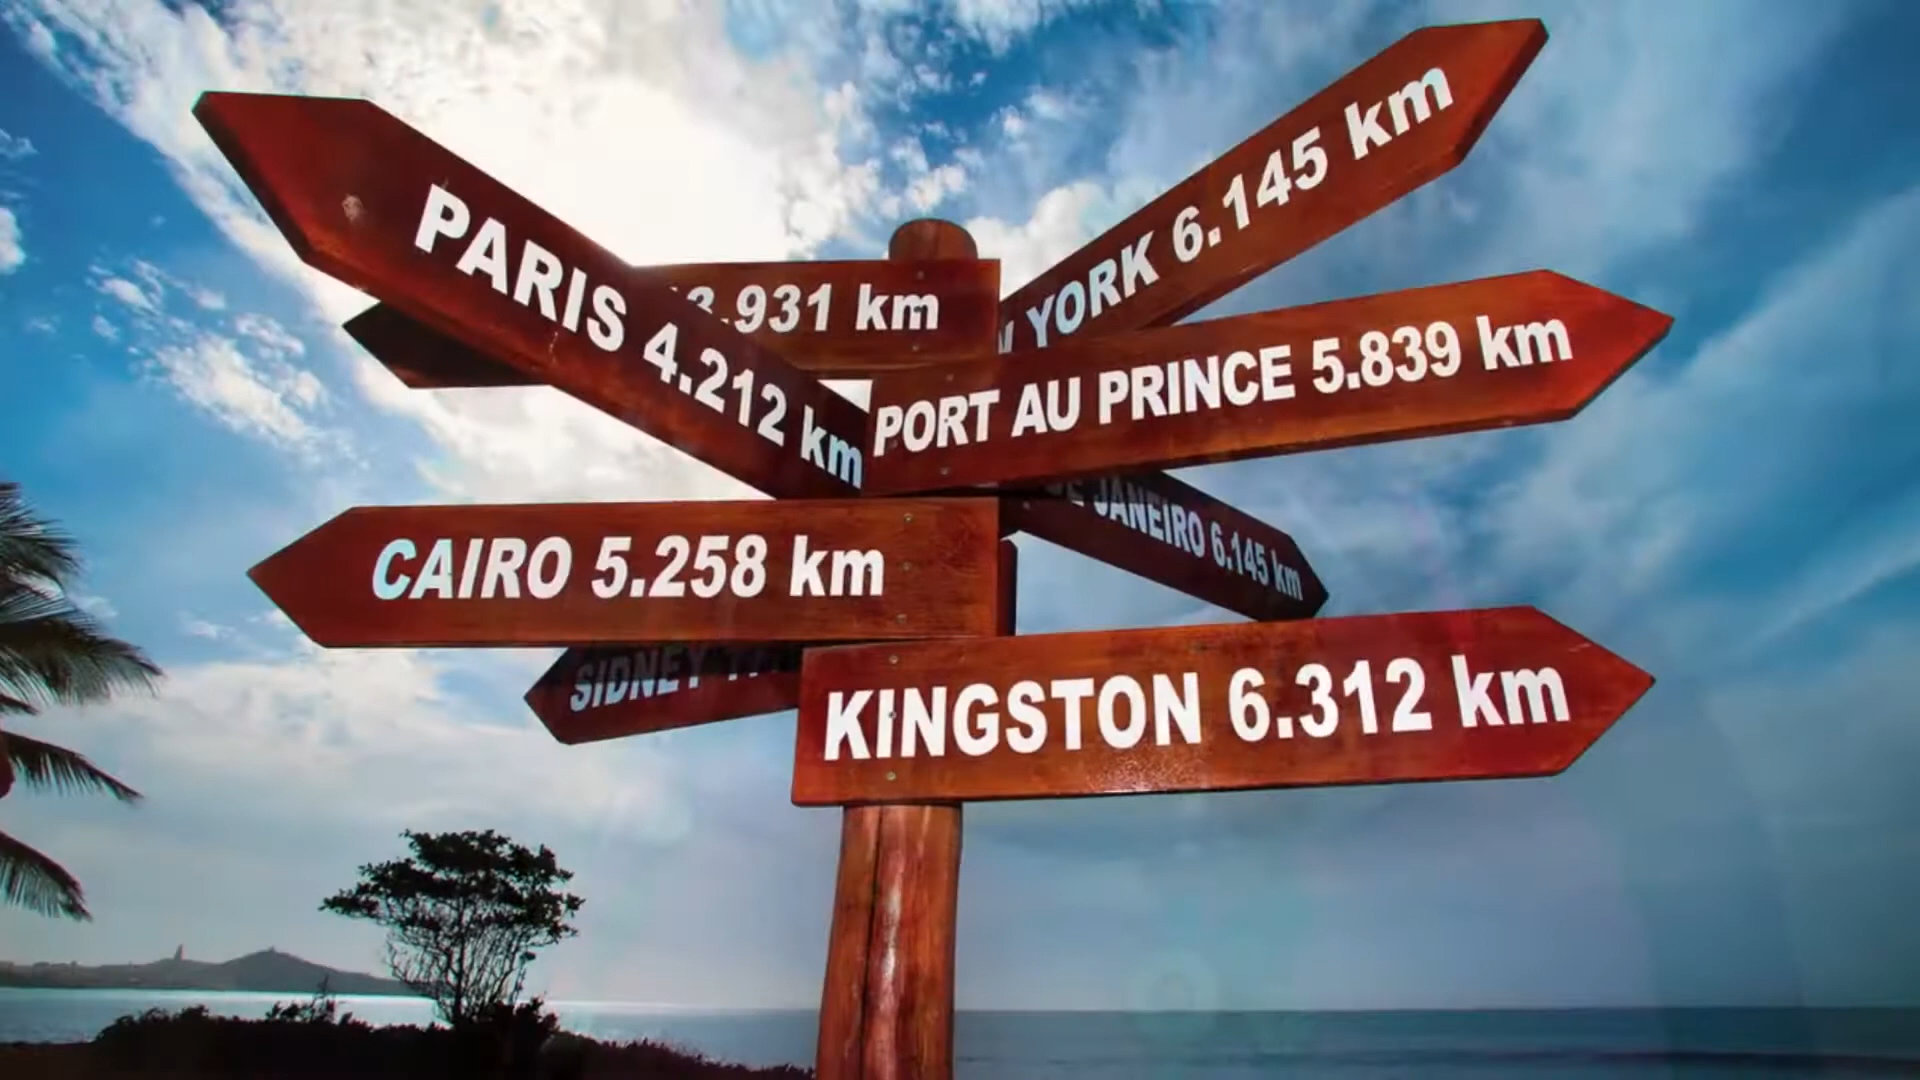 PARIS 4.212 km
.931 km
YORK 6.145 km
PORT AU PRINCE 5.839 km
JANEIRO 6.145 km
CAIRO 5.258 km
SIDNEY
KINGSTON 6.312 km